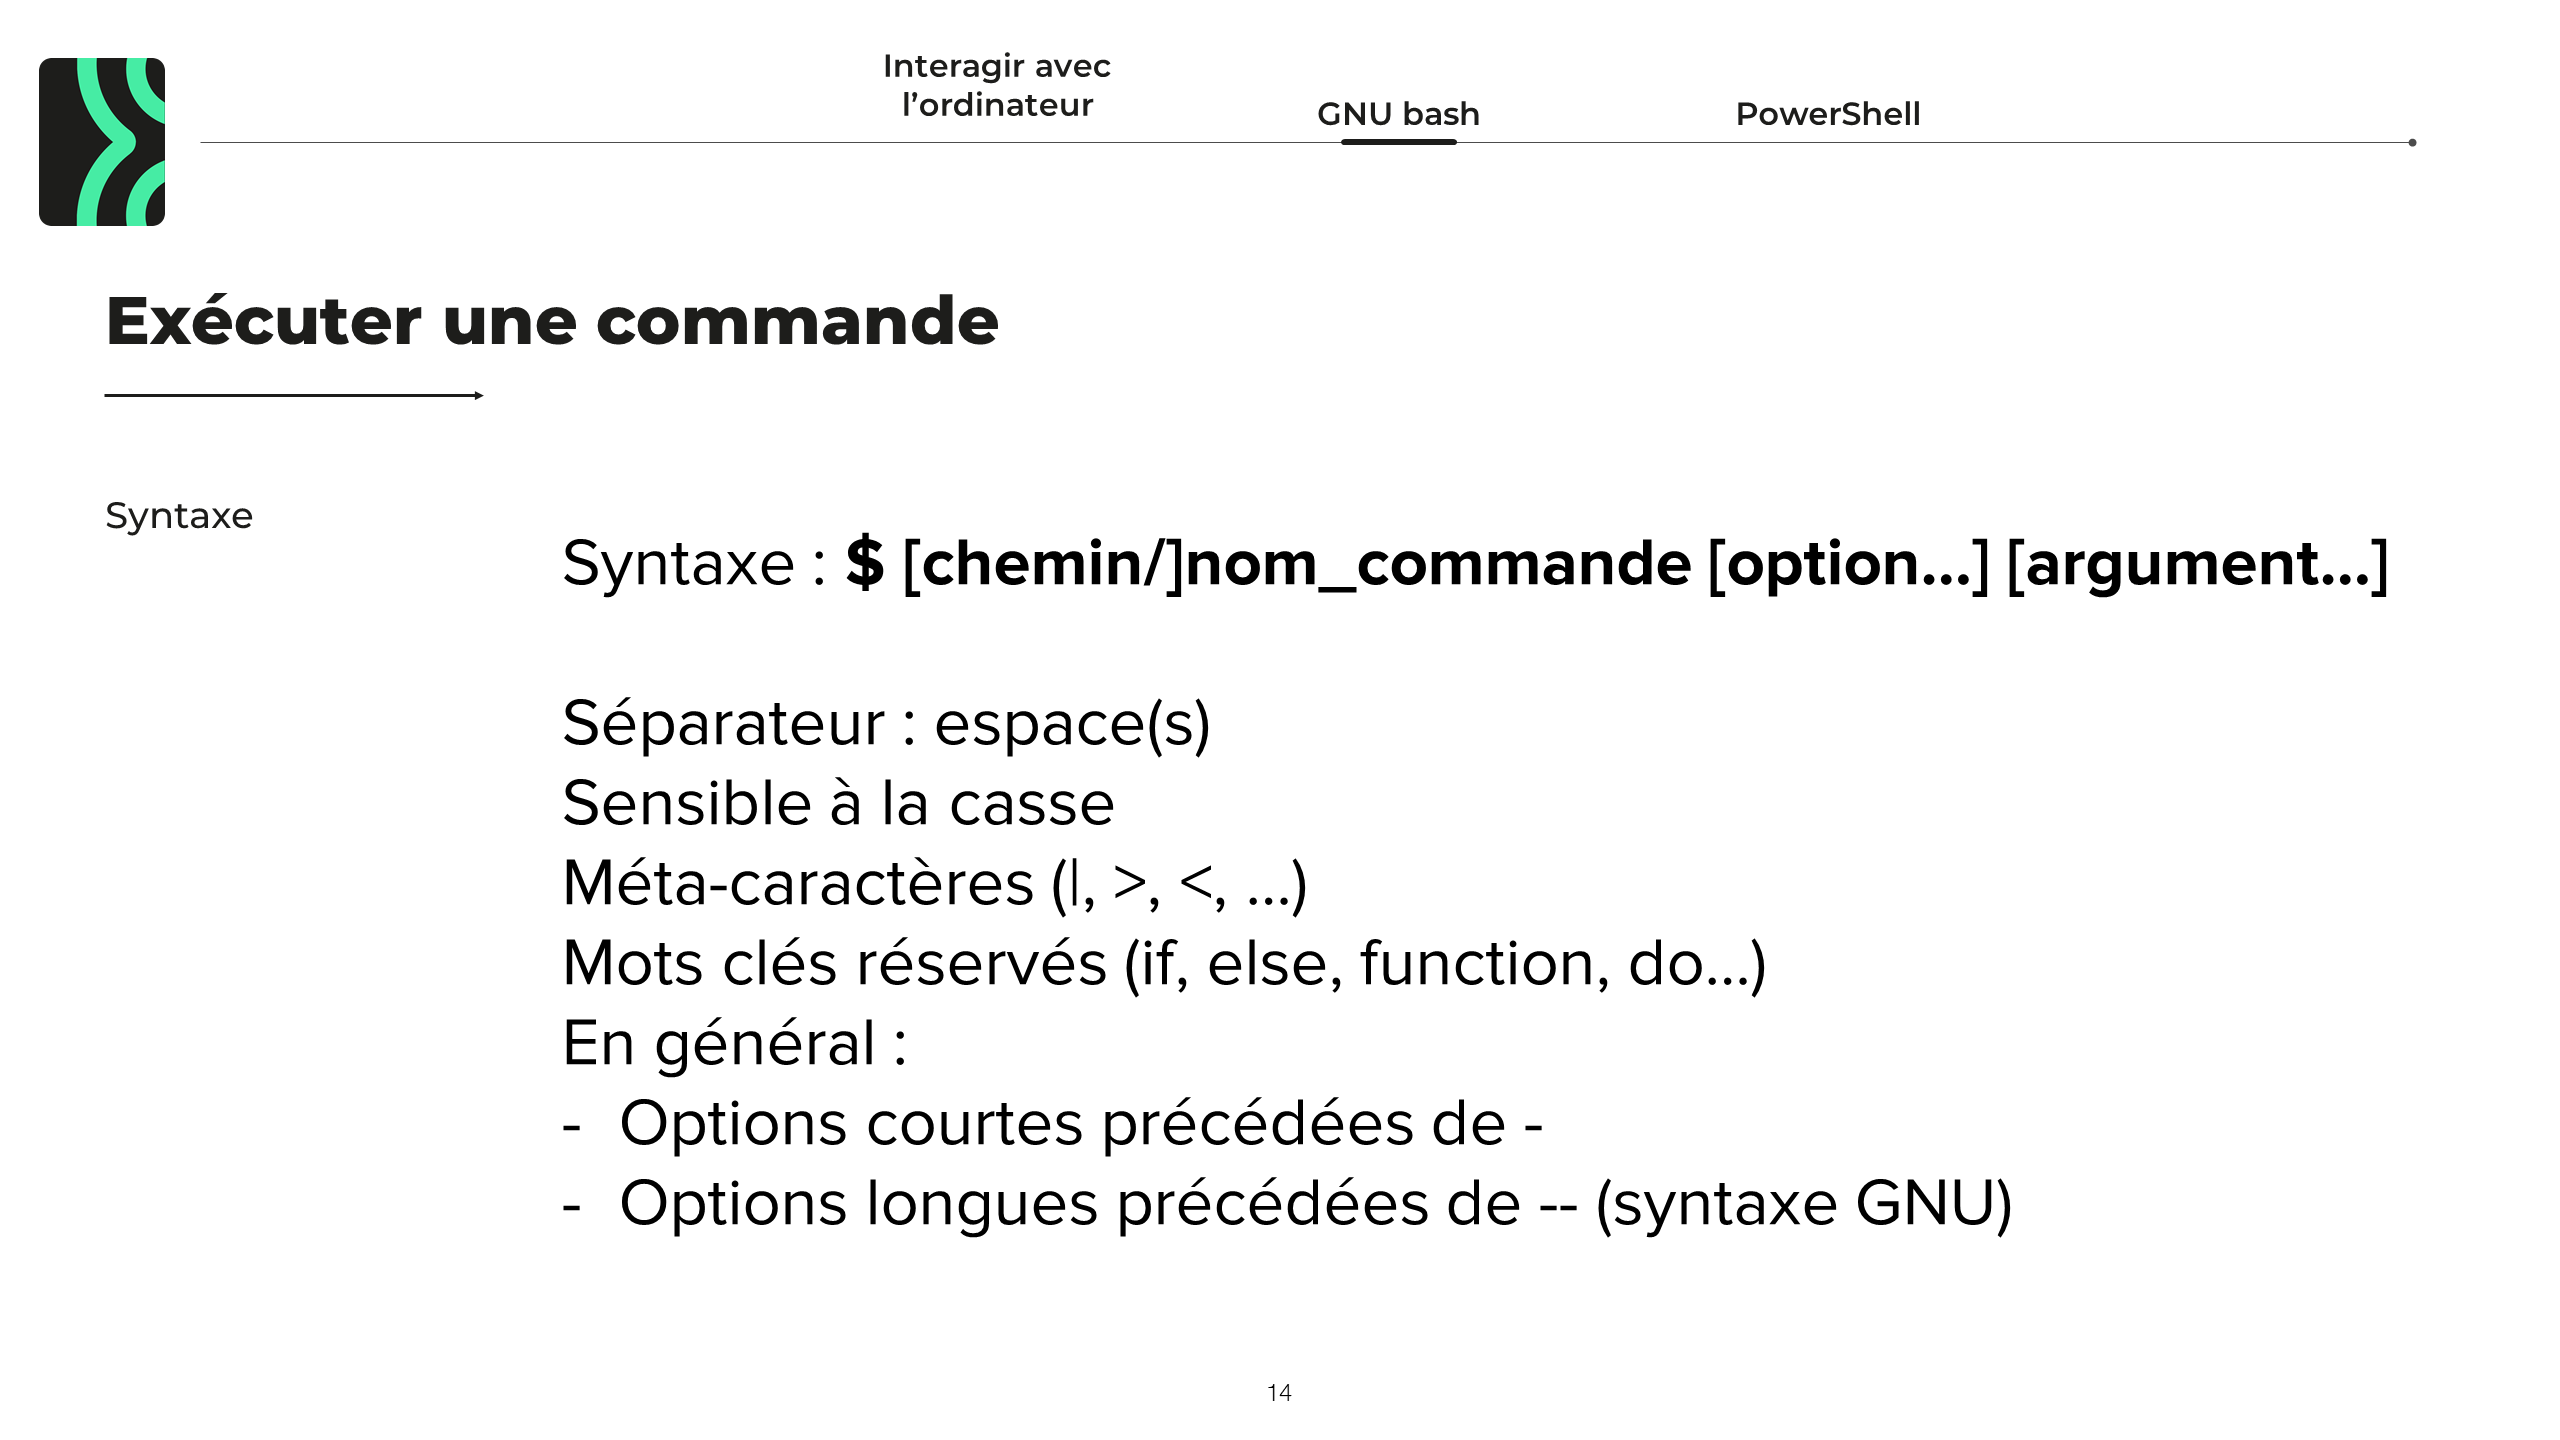 Interagir avec
l’ordinateur
GNU bash
PowerShell
Exécuter une commande
Syntaxe
Syntaxe : $ [chemin/]nom_commande [option...] [argument...]
Séparateur : espace(s)
Sensible à la casse
Méta-caractères (|, >, <, ...)
Mots clés réservés (if, else, function, do...)
En général :
- Options courtes précédées de -
- Options longues précédées de -- (syntaxe GNU)
14